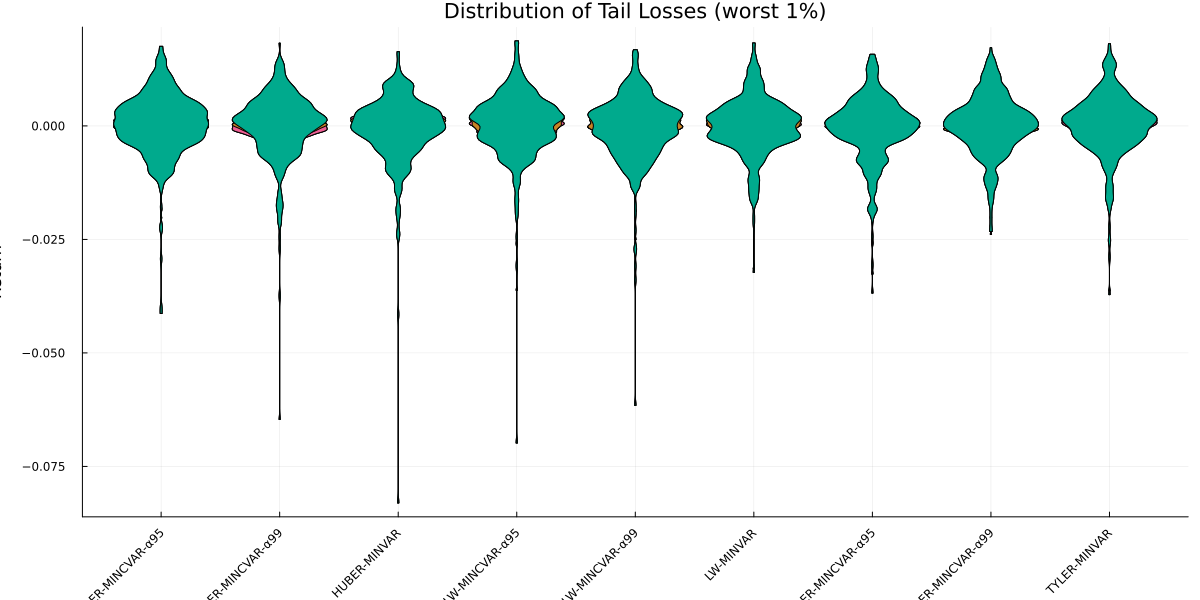 Distribution of Tail Losses (worst 1%)
0.000
−0.025
−0.050
−0.075
ER-MINCVAR-α95
ER-MINCVAR-α99
HUBER-MINVAR
LW-MINCVAR-α95
LW-MINCVAR-α99
LW-MINVAR
ER-MINCVAR-α95
ER-MINCVAR-α99
TYLER-MINVAR